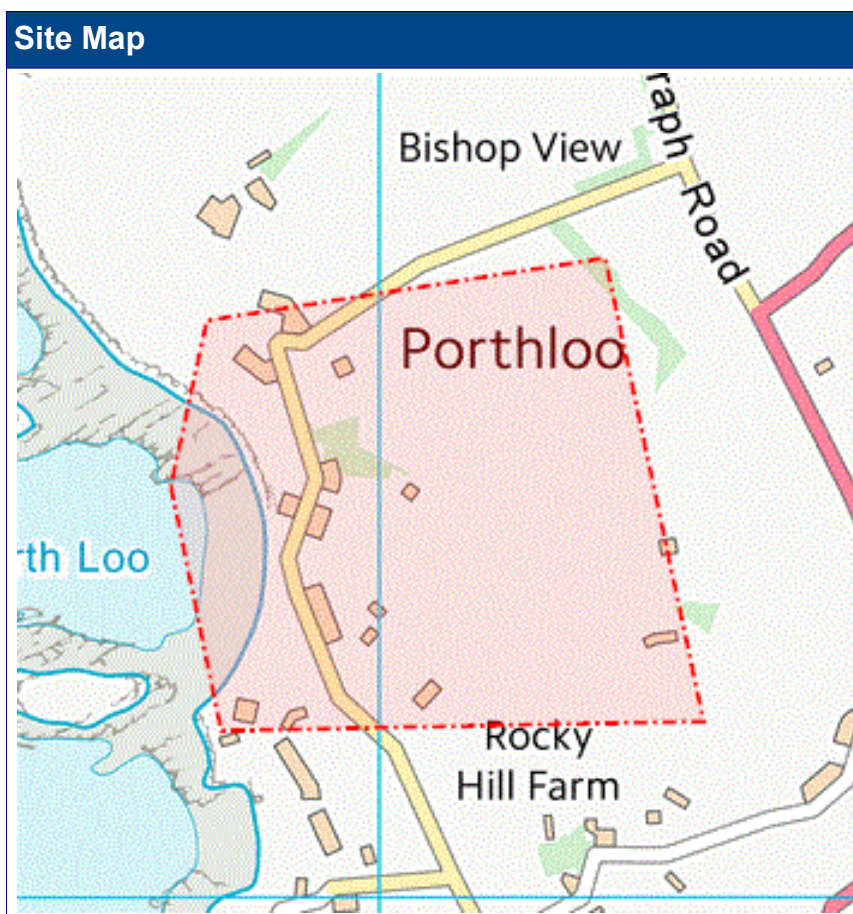 Site Map
Bishop View
raph Road
Porthloo
rth Loo
Rocky
Hill Farm